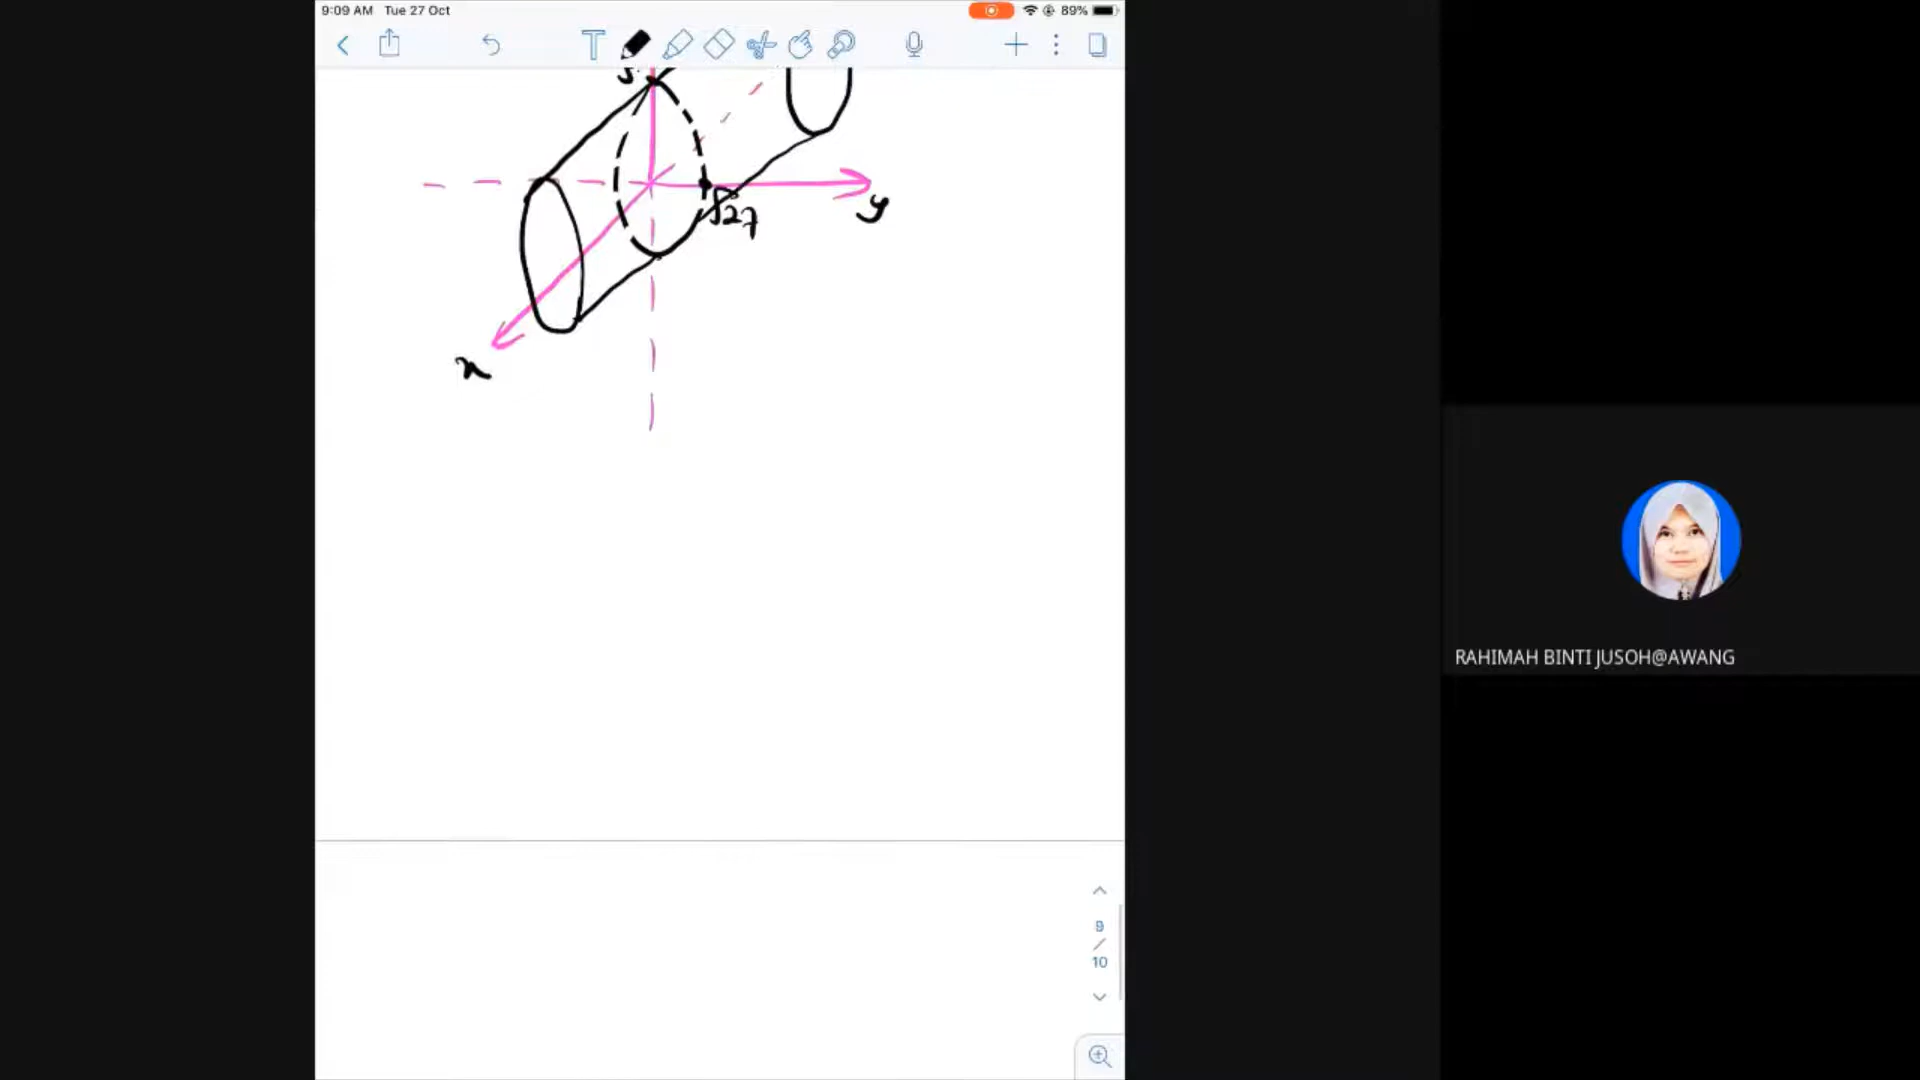 9:09 AM Tue 27 Oct
89%
T
√27
y
x
RAHIMAH BINTI JUSOH@AWANG
9
/
10